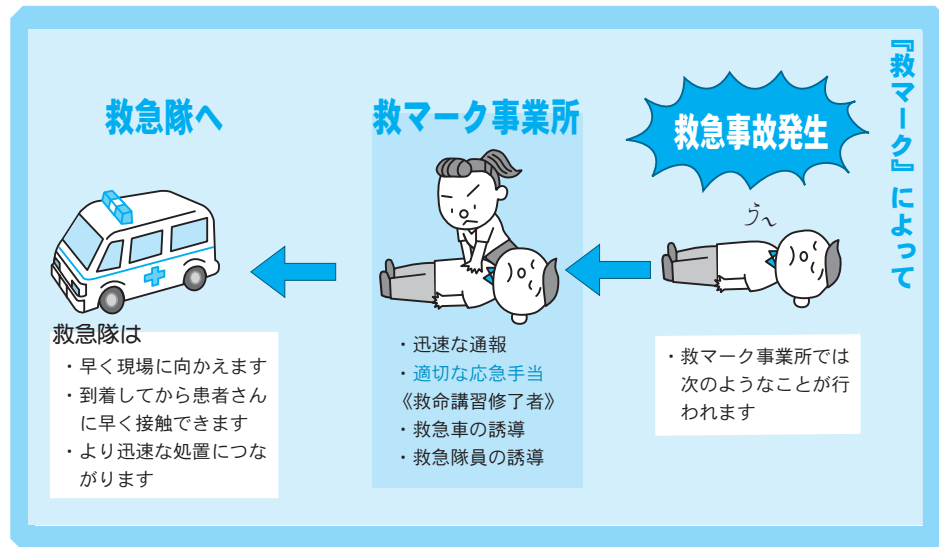 『救マーク』によって
救急事故発生
う～
・救マーク事業所では
次のようなことが行
われます
救マーク事業所
・迅速な通報
・適切な応急手当
《救命講習修了者》
・救急車の誘導
・救急隊員の誘導
救急隊へ
救急隊は
・早く現場に向かえます
・到着してから患者さん
に早く接触できます
・より迅速な処置につな
がります